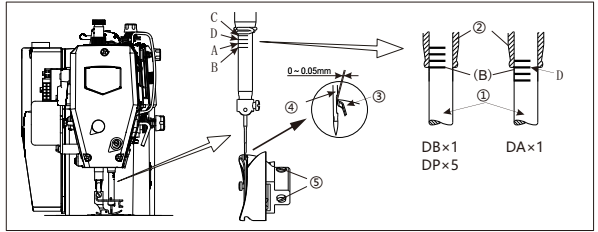 C
D
A
B
0~0.05mm
④
③
⑤
②
(B)
D
①
DB×1
DP×5
DA×1